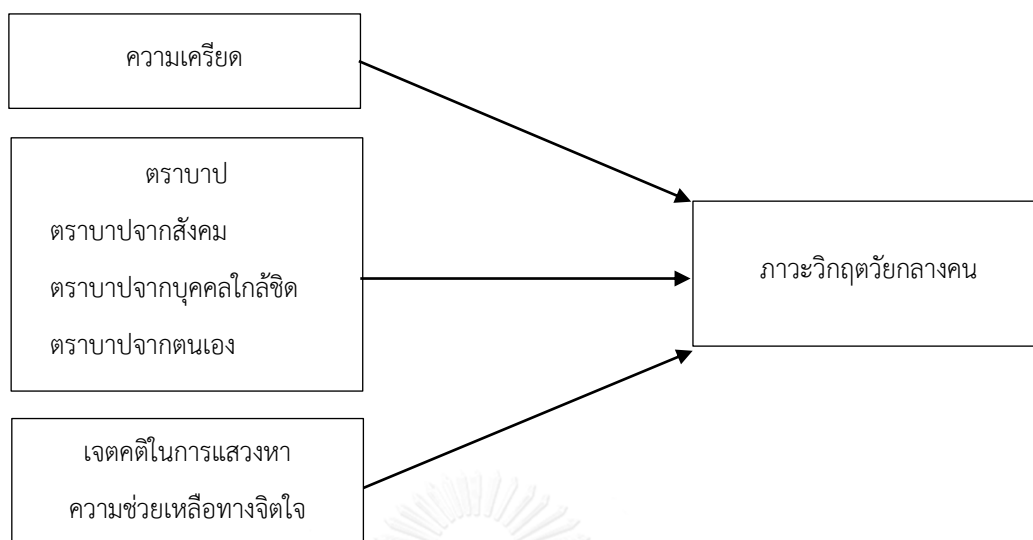 ความเครียด
ตราบาป
ตราบาปจากสังคม
ตราบาปจากบุคคลใกล้ชิด
ตราบาปจากตนเอง
ภาวะวิกฤตวัยกลางคน
เจตคติในการแสวงหา
ความช่วยเหลือทางจิตใจ